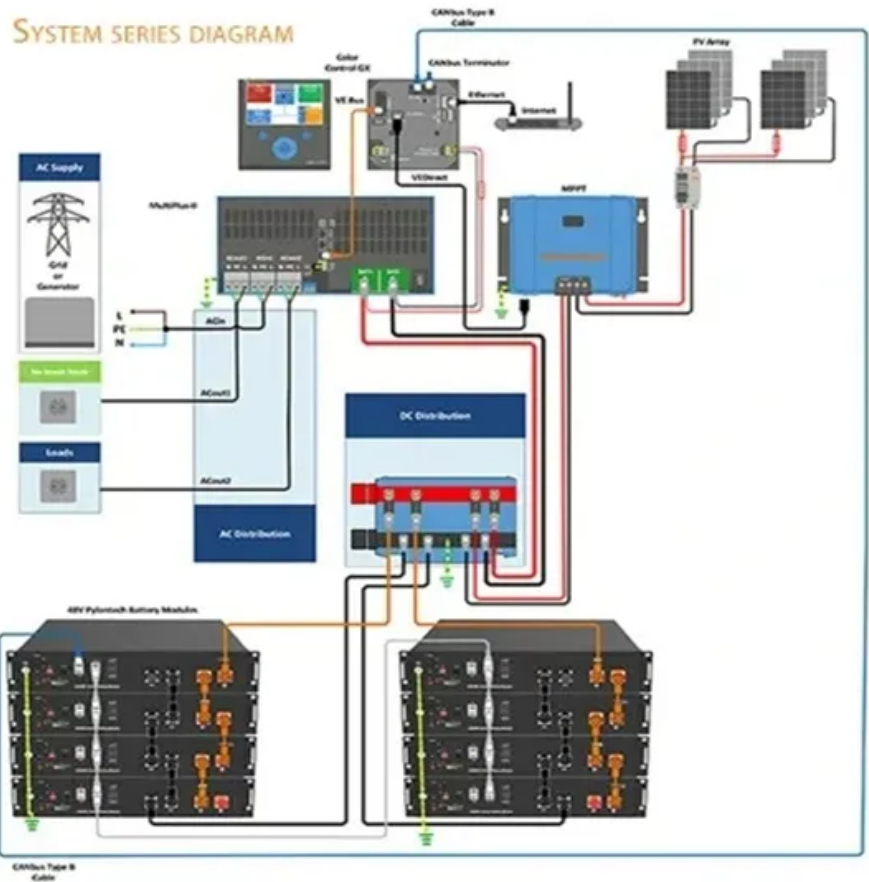 SYSTEM SERIES DIAGRAM
CANbus Type B
Cable
Color
Control GX
CANbus Terminator
PV Array
VE Bus
Ethernet
Internet
AC Supply
VEDirect
MPPT
MultiPlus-II
Grid
or
Generator
L
PE
N
ACin
ACout1
DC Distribution
Loads
ACout2
AC Distribution
48V Pylontech Battery Modules
CANbus Type B
Cable